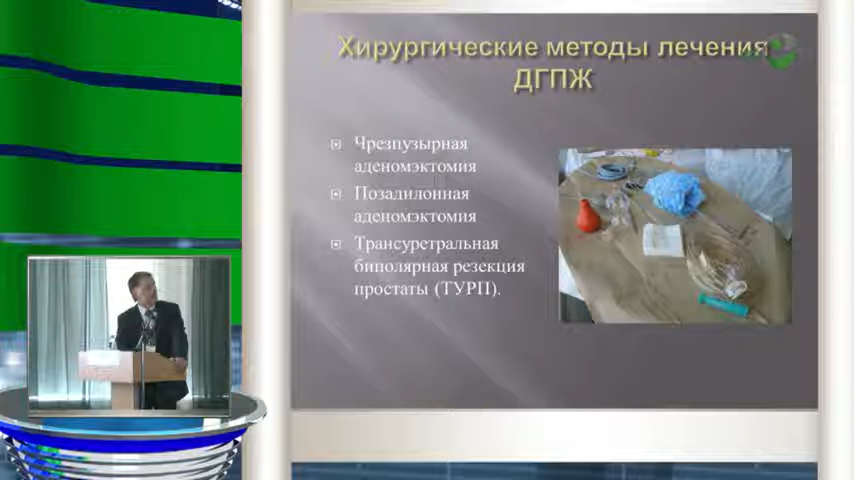 Хирургические методы лечения
ДГПЖ
Чрезпузырная
аденомэктомия
Позадилонная
аденомэктомия
Трансуретральная
биполярная резекция
простаты (ТУРП).